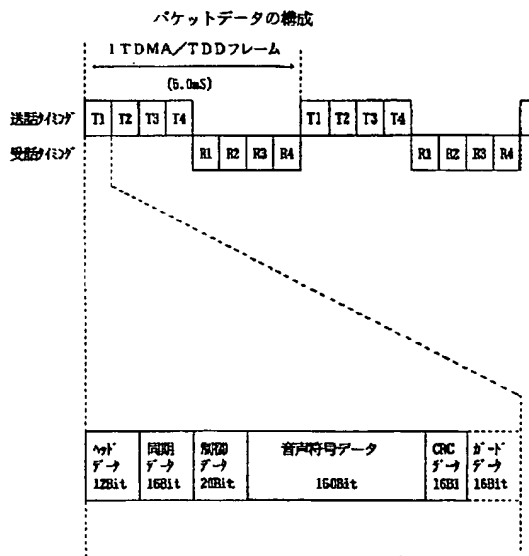 パケットデータの構成
1TDMA/TDDフレーム
(5.0mS)
送話タイミング T1 T2 T3 T4 T1 T2 T3 T4
受話タイミング R1 R2 R3 R4 R1 R2 R3 R4
ヘッド 同期 制御 音声符号データ CRC ガード
データ データ データ データ データ
12Bit 16Bit 20Bit 160Bit 16Bi 16Bit